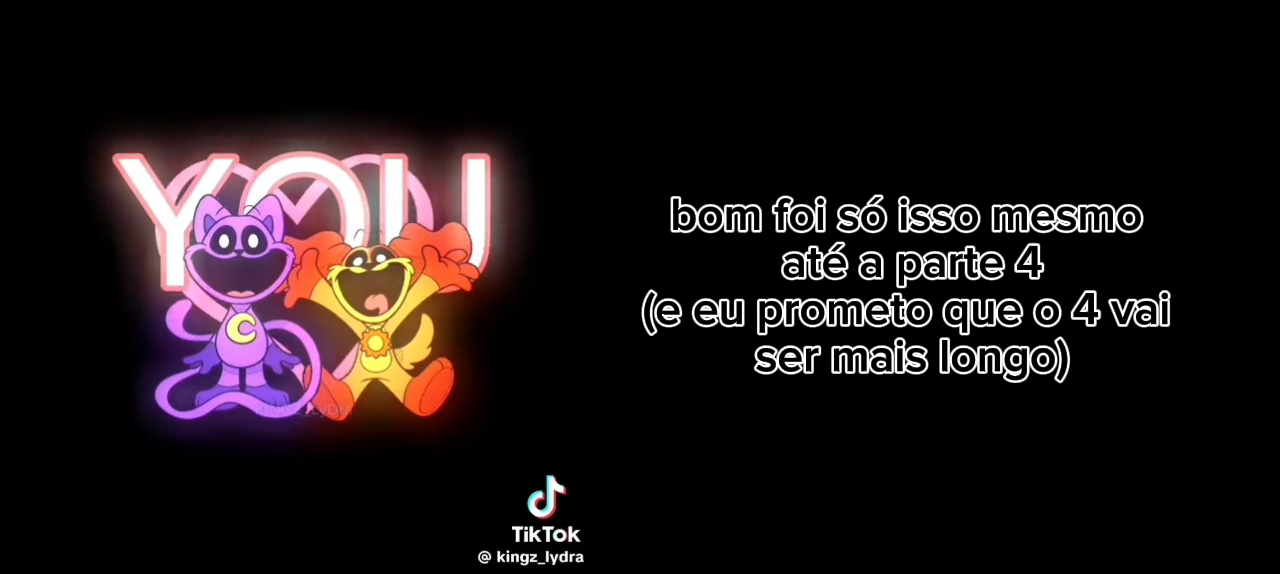 YOU
bom foi só isso mesmo
até a parte 4
(e eu prometo que o 4 vai
ser mais longo)
TikTok
@ kingz_lydra